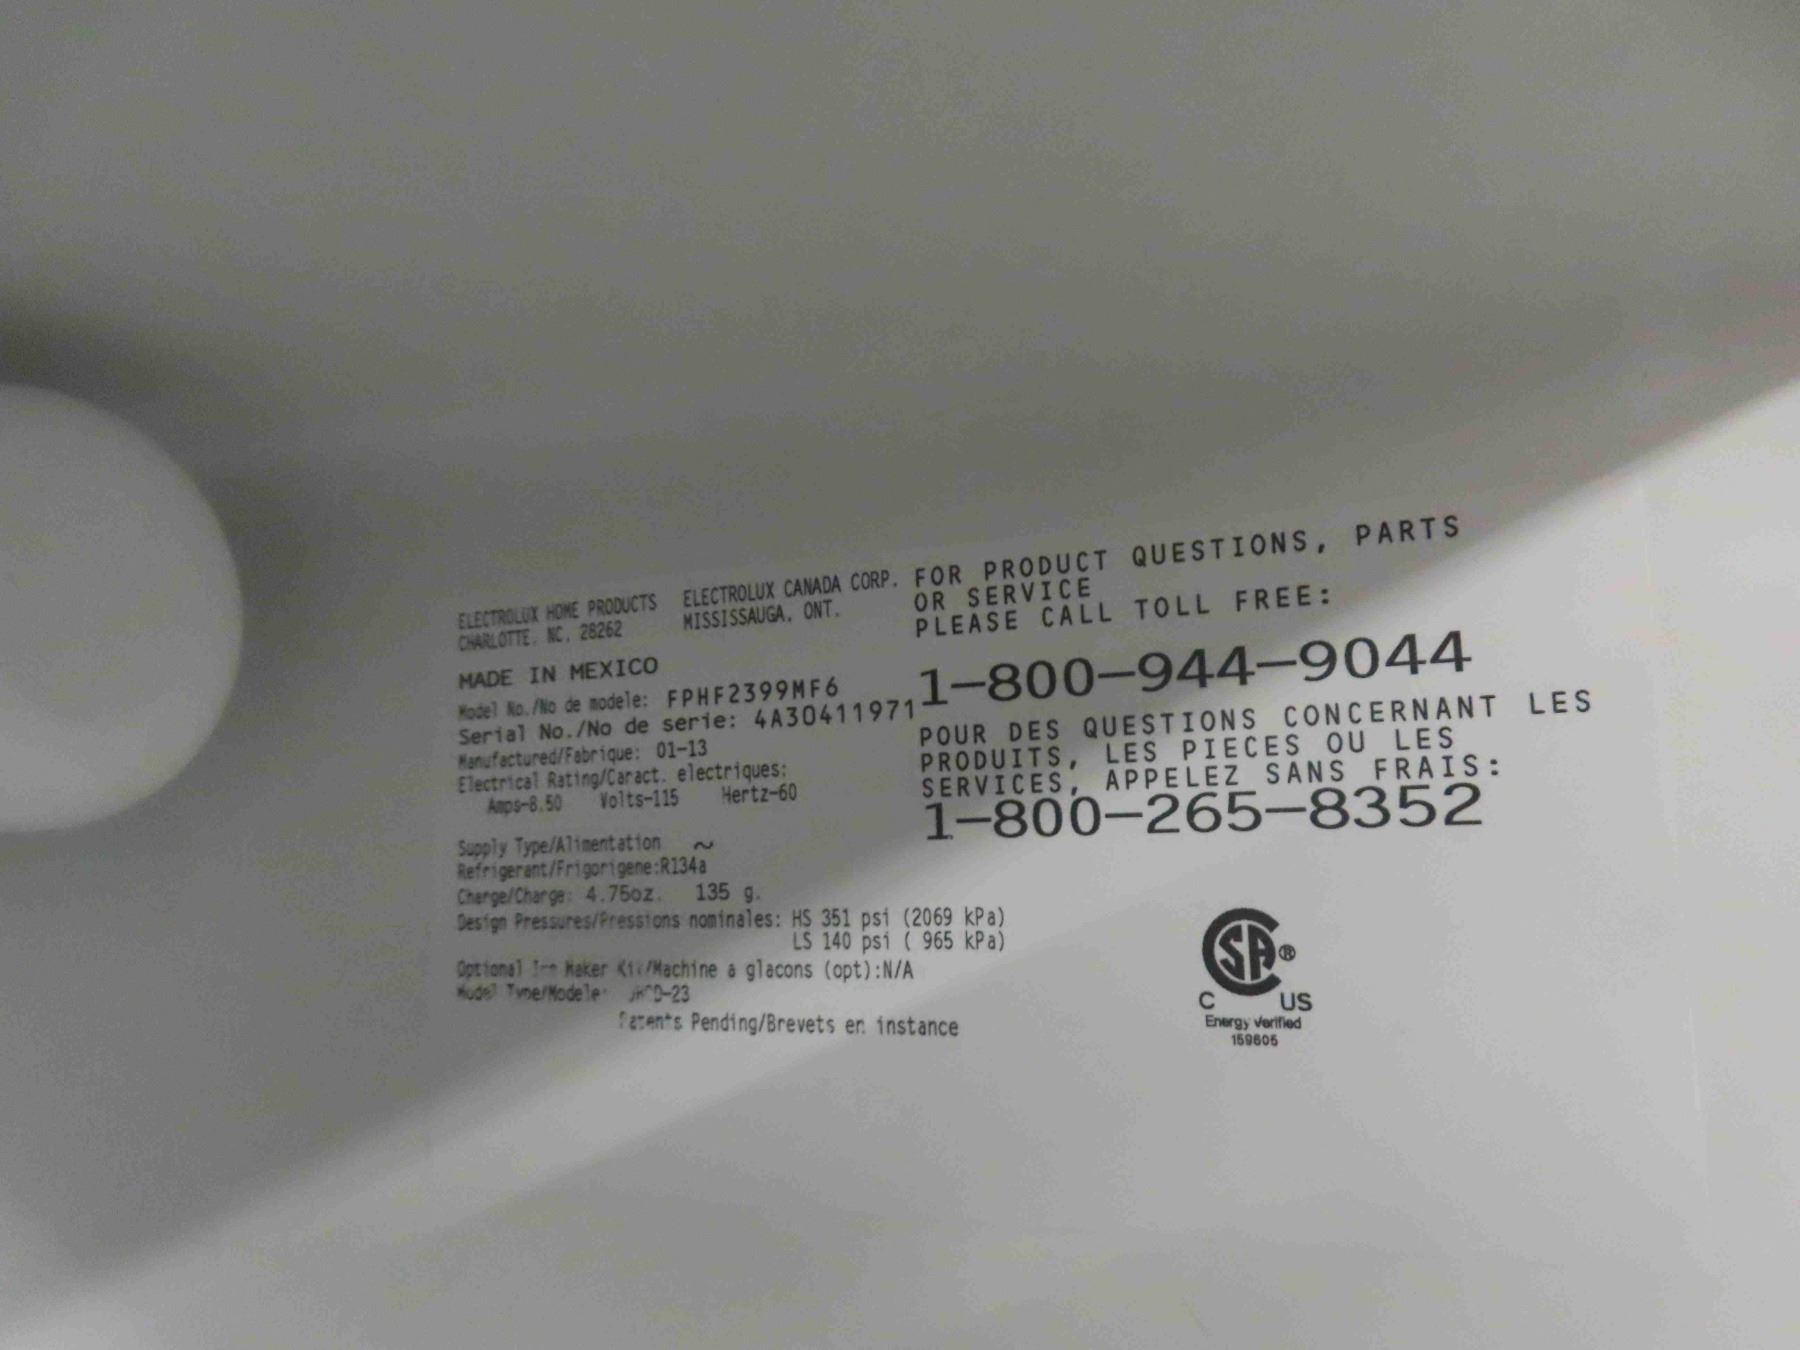 ELECTROLUX HOME PRODUCTS
CHARLOTTE, NC, 28262
ELECTROLUX CANADA CORP.
MISSISSAUGA, ONT.
MADE IN MEXICO
Model No./No de modele: FPHF2399MF6
Serial No./No de serie: 4A30411971
Manufactured/Fabrique: 01-13
Electrical Rating/Caract. electriques:
Amps-8.50 Volts-115 Hertz-60
Supply Type/Alimentation ~
Refrigerant/Frigorigene:R134a
Charge/Charge: 4.75oz. 135 g.
Design Pressures/Pressions nominales: HS 351 psi (2069 kPa)
LS 140 psi ( 965 kPa)
Optional Maker Kit/Machine a glacons (opt):N/A
Model Type/Modele:
Patents Pending/Brevets en instance
FOR PRODUCT QUESTIONS, PARTS
OR SERVICE
PLEASE CALL TOLL FREE:
1-800-944-9044
POUR DES QUESTIONS CONCERNANT LES
PRODUITS, LES PIECES OU LES
SERVICES, APPELEZ SANS FRAIS:
1-800-265-8352
SA®
C US
Energy Verified
159605